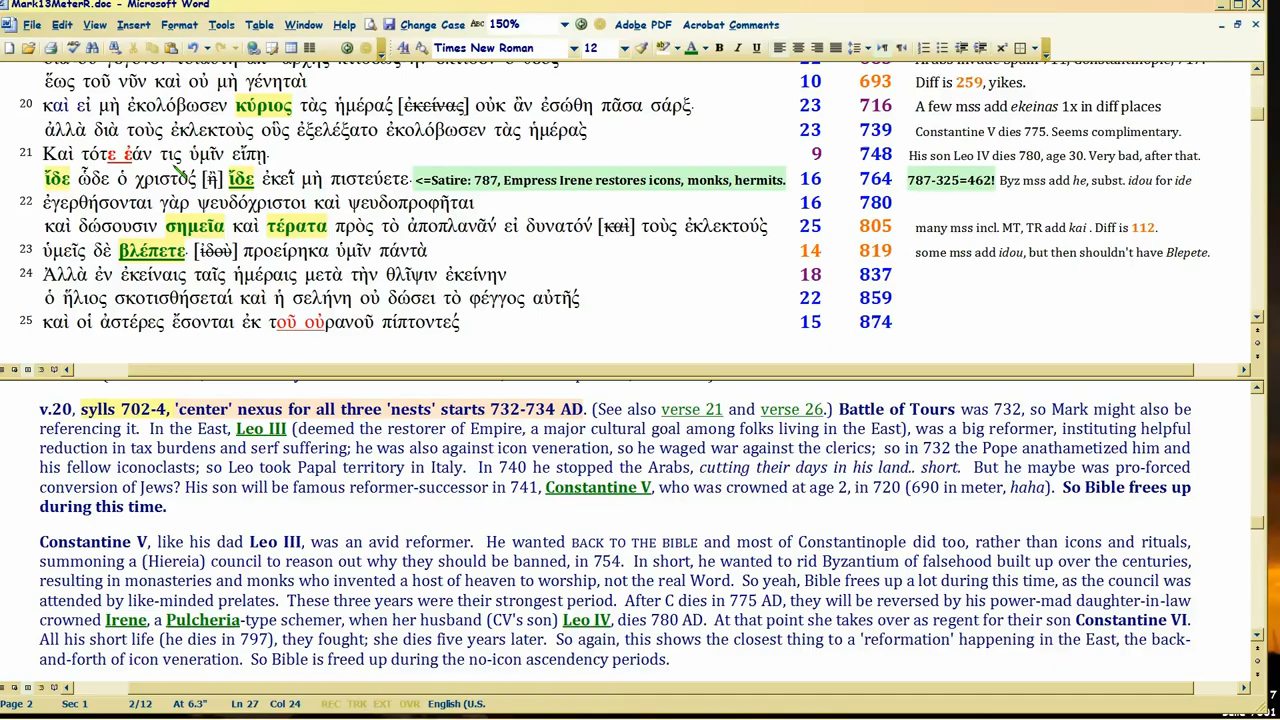 Mark13MeterR.doc - Microsoft Word
File Edit View Insert Format Tools Table Window Help Save Change Case 150% Adobe PDF Acrobat Comments
Times New Roman 12
ἕως τοῦ νῦν καὶ οὐ μὴ γένηταὶ 10 693 Diff is 259, yikes.
20 καὶ εἰ μὴ ἐκολόβωσεν κύριος τὰς ἡμέρας [ἐκείνας] οὐκ ἂν ἐσώθη πᾶσα σάρξ. 23 716 A few mss add ekeinas 1x in diff places
ἀλλὰ διὰ τοὺς ἐκλεκτοὺς οὓς ἐξελέξατο ἐκολόβωσεν τὰς ἡμέρας 23 739 Constantine V dies 775. Seems complimentary.
21 Καὶ τότε ἐάν τις ὑμῖν εἴπῃ. 9 748 His son Leo IV dies 780, age 30. Very bad, after that.
ἴδε ὧδε ὁ χριστός [ἢ] ἴδε ἐκεῖ μὴ πιστεύετε <=Satire: 787, Empress Irene restores icons, monks, hermits. 16 764 787-325=462! Byz mss add he, subst. idou for ide
22 ἐγερθήσονται γὰρ ψευδόχριστοι καὶ ψευδοπροφῆται 16 780
καὶ δώσουσιν σημεῖα καὶ τέρατα πρὸς τὸ ἀποπλανᾶν εἰ δυνατόν [καὶ] τοὺς ἐκλεκτούς 25 805 many mss incl. MT, TR add kai . Diff is 112.
23 ὑμεῖς δὲ βλέπετε [ἰδοὺ] προείρηκα ὑμῖν πάντὰ 14 819 some mss add idou, but then shouldn't have Blepete.
24 Ἀλλὰ ἐν ἐκείναις ταῖς ἡμέραις μετὰ τὴν θλῖψιν ἐκείνην 18 837
ὁ ἥλιος σκοτισθήσεταί καὶ ἡ σελήνη οὐ δώσει τὸ φέγγος αὐτῆς 22 859
25 καὶ οἱ ἀστέρες ἔσονται ἐκ τοῦ οὐρανοῦ πίπτοντες 15 874
v.20, sylls 702-4, 'center' nexus for all three 'nests' starts 732-734 AD. (See also verse 21 and verse 26.) Battle of Tours was 732, so Mark might also be
referencing it. In the East, Leo III (deemed the restorer of Empire, a major cultural goal among folks living in the East), was a big reformer, instituting helpful
reduction in tax burdens and serf suffering; he was also against icon veneration, so he waged war against the clerics; so in 732 the Pope anathametized him and
his fellow iconoclasts; so Leo took Papal territory in Italy. In 740 he stopped the Arabs, cutting their days in his land.. short. But he maybe was pro-forced
conversion of Jews? His son will be famous reformer-successor in 741, Constantine V, who was crowned at age 2, in 720 (690 in meter, haha). So Bible frees up
during this time.
Constantine V, like his dad Leo III, was an avid reformer. He wanted BACK TO THE BIBLE and most of Constantinople did too, rather than icons and rituals,
summoning a (Hiereia) council to reason out why they should be banned, in 754. In short, he wanted to rid Byzantium of falsehood built up over the centuries,
resulting in monasteries and monks who invented a host of heaven to worship, not the real Word. So yeah, Bible frees up a lot during this time, as the council was
attended by like-minded prelates. These three years were their strongest period. After C dies in 775 AD, they will be reversed by his power-mad daughter-in-law
crowned Irene, a Pulcheria-type schemer, when her husband (CV's son) Leo IV, dies 780 AD. At that point she takes over as regent for their son Constantine VI.
All his short life (he dies in 797), they fought; she dies five years later. So again, this shows the closest thing to a 'reformation' happening in the East, the back-
and-forth of icon veneration. So Bible is freed up during the no-icon ascendency periods.
Page 2 Sec 1 2/12 At 6.3" Ln 27 Col 24 REC TRK EXT OVR English (U.S.